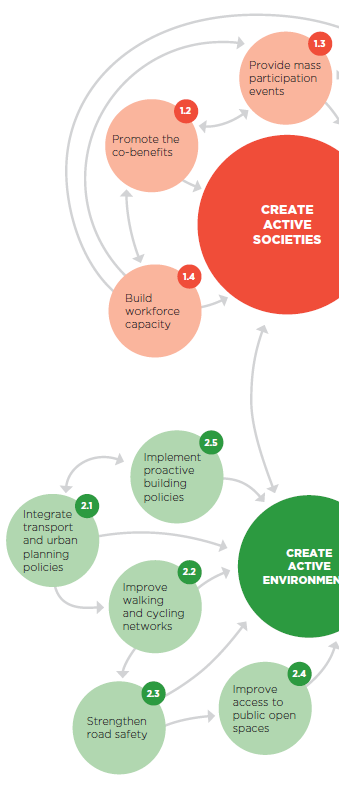 1.3
Provide mass
participation
events
1.2
Promote the
co-benefits
CREATE
ACTIVE
SOCIETIES
1.4
Build
workforce
capacity
2.5
Implement
proactive
building
policies
2.1
Integrate
transport
and urban
planning
policies
CREATE
ACTIVE
ENVIRONMEN
2.2
Improve
walking
and cycling
networks
2.4
Improve
access to
public open
spaces
2.3
Strengthen
road safety